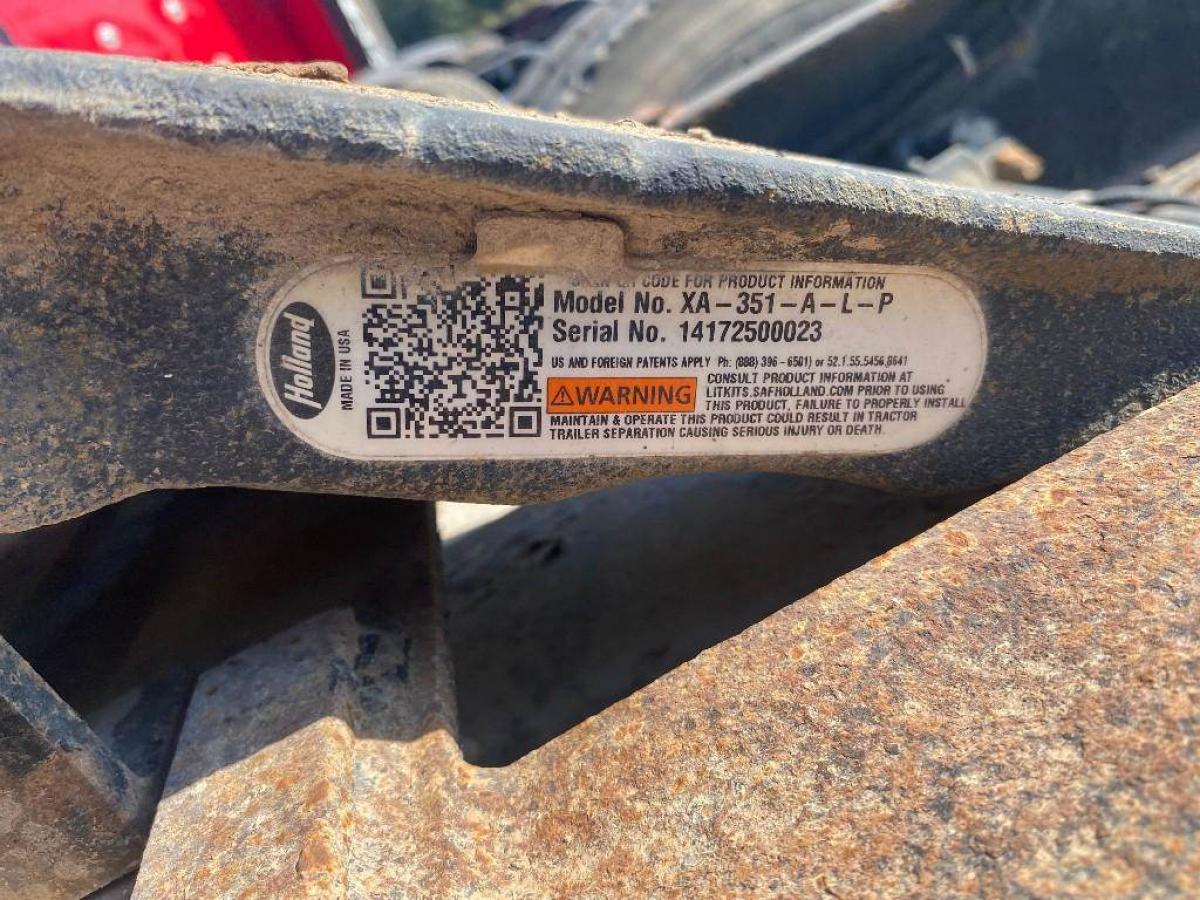 Holland
MADE IN USA
CODE FOR PRODUCT INFORMATION
Model No. XA-351-A-L-P
Serial No. 14172500023
US AND FOREIGN PATENTS APPLY Ph: (888) 396-6501) or 52.1.55.5456.8641
⚠WARNING
CONSULT PRODUCT INFORMATION AT
LITKITS.SAFHOLLAND.COM PRIOR TO USING
THIS PRODUCT, FAILURE TO PROPERLY INSTALL
MAINTAIN & OPERATE THIS PRODUCT COULD RESULT IN TRACTOR
TRAILER SEPARATION CAUSING SERIOUS INJURY OR DEATH.